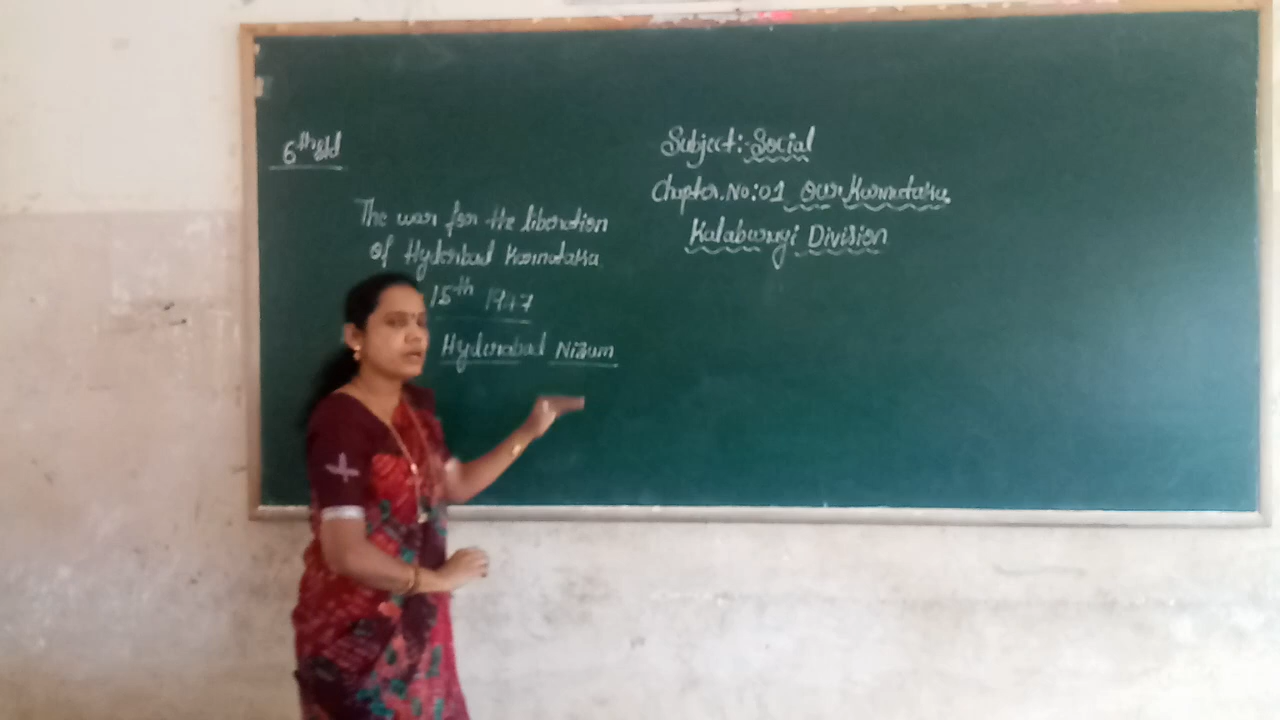 6th std
The war for the liberation
of Hyderbad Karnataka
15th 1947
Hyderabad Nizam
Subject:- Social
Chapter.No:01 Our Karnataka
Kalaburagi Division